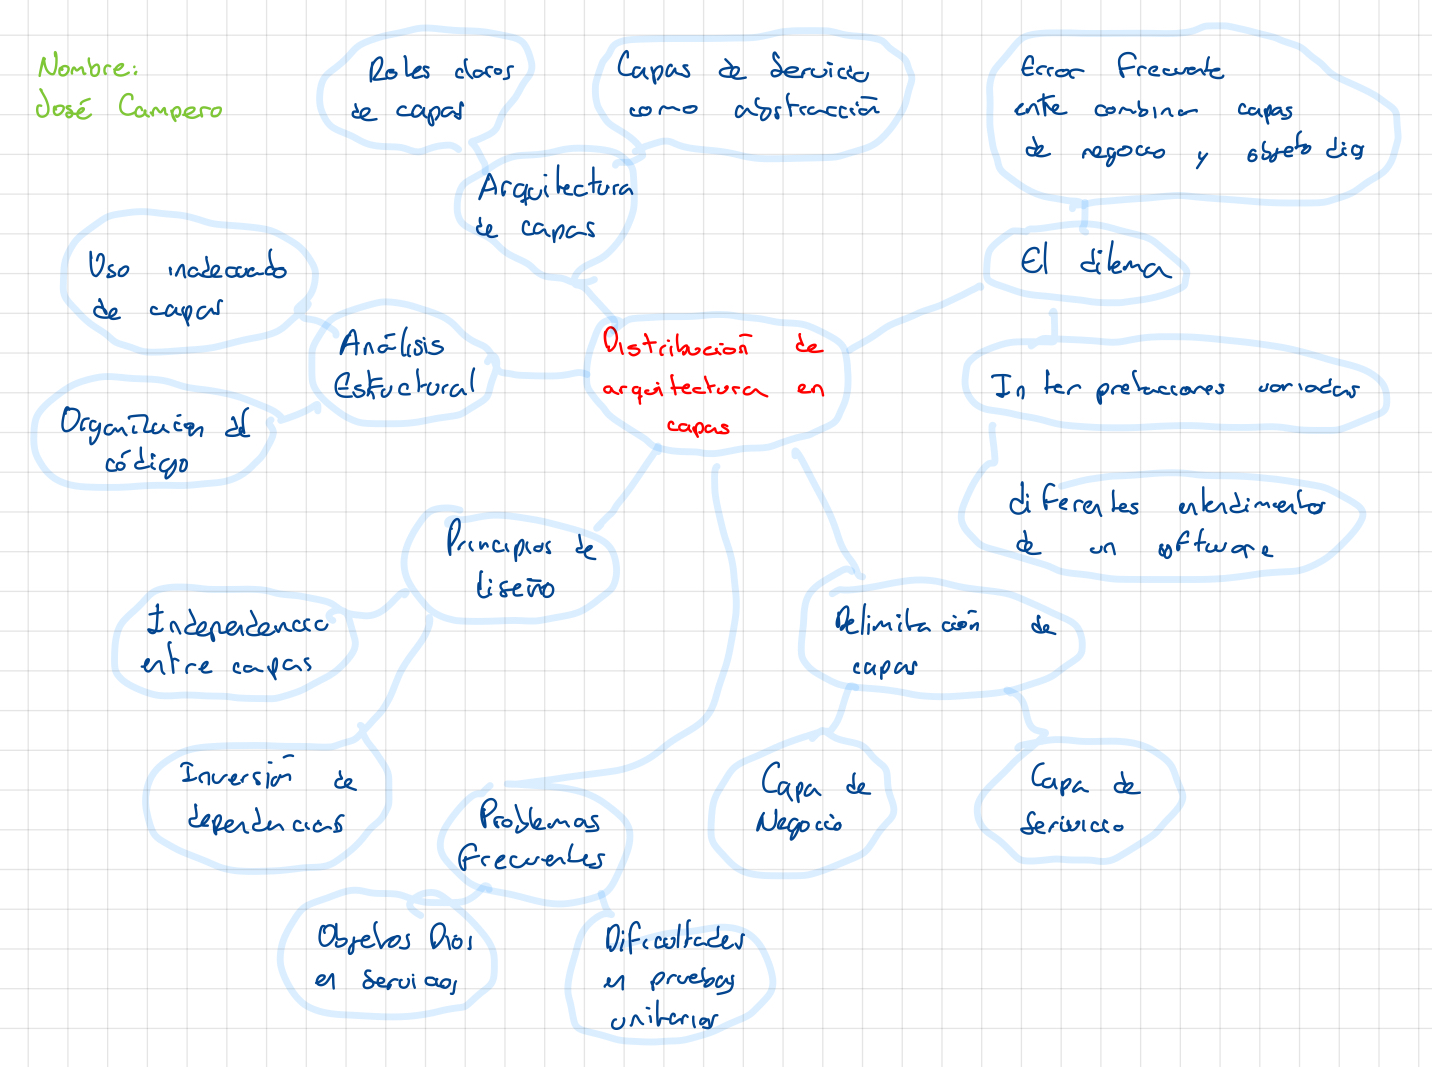 Nombre:
José Campero
Roles claros
de capas
Capas de Servicio
como abstracción
Error Frecuente
ente combinar capas
de negocio y objeto dios
Arquitectura
de capas
El dilema
Uso inadecuado
de capas
Análisis
Estructural
Distribución de
arquitectura en
capas
Interpretaciones variadas
Organización del
código
diferentes entendimiento
de un software
Principios de
diseño
Independencia
entre capas
Delimitación de
capas
Inversión de
dependencias
Problemas
frecuentes
Capa de
Negocio
Capa de
Servicio
Objetos Dios
en Servicios
Dificultades
en pruebas
unitarias